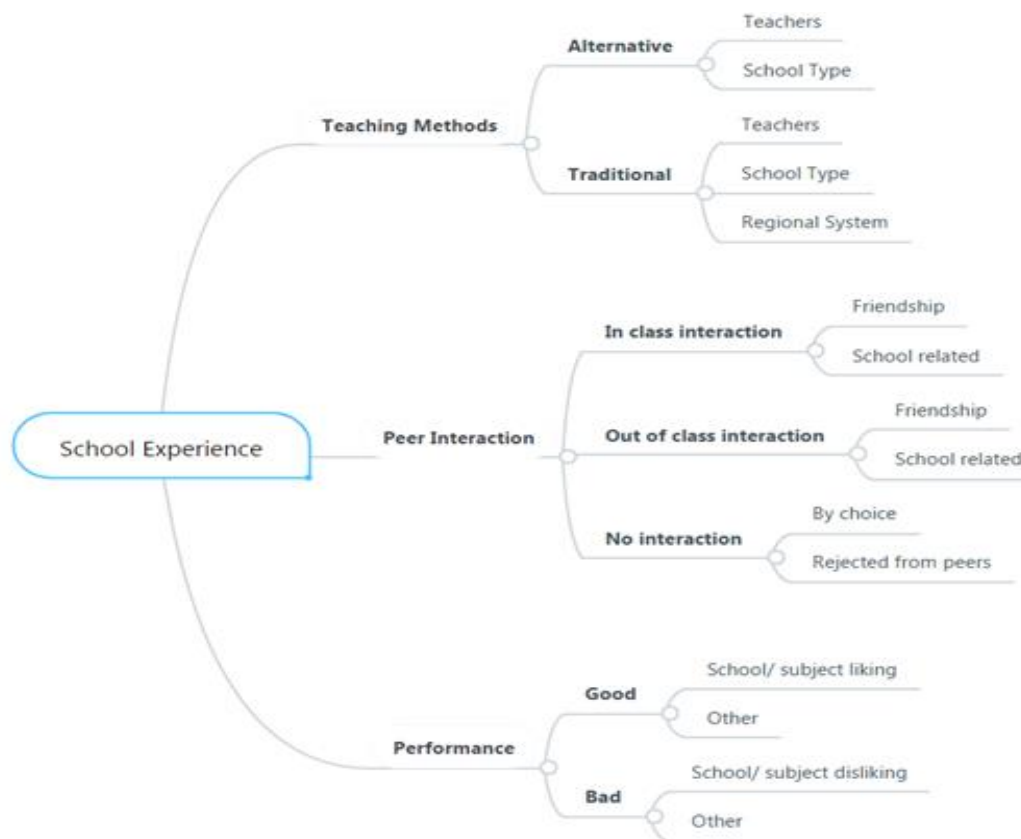 School Experience
Teaching Methods
Alternative
Teachers
School Type
Traditional
Teachers
School Type
Regional System
Peer Interaction
In class interaction
Friendship
School related
Out of class interaction
Friendship
School related
No interaction
By choice
Rejected from peers
Performance
Good
School/ subject liking
Other
Bad
School/ subject disliking
Other